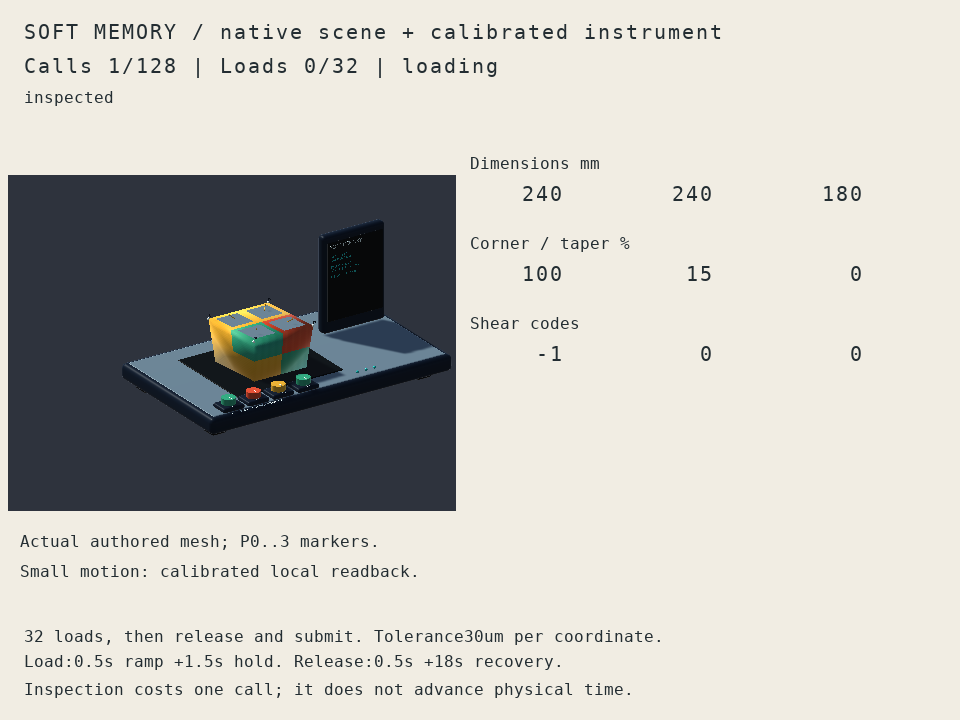 SOFT MEMORY / native scene + calibrated instrument
Calls 1/128 | Loads 0/32 | loading
inspected
Dimensions mm
240 240 180
Corner / taper %
100 15 0
Shear codes
-1 0 0
Actual authored mesh; P0..3 markers.
Small motion: calibrated local readback.
32 loads, then release and submit. Tolerance30um per coordinate.
Load:0.5s ramp +1.5s hold. Release:0.5s +18s recovery.
Inspection costs one call; it does not advance physical time.